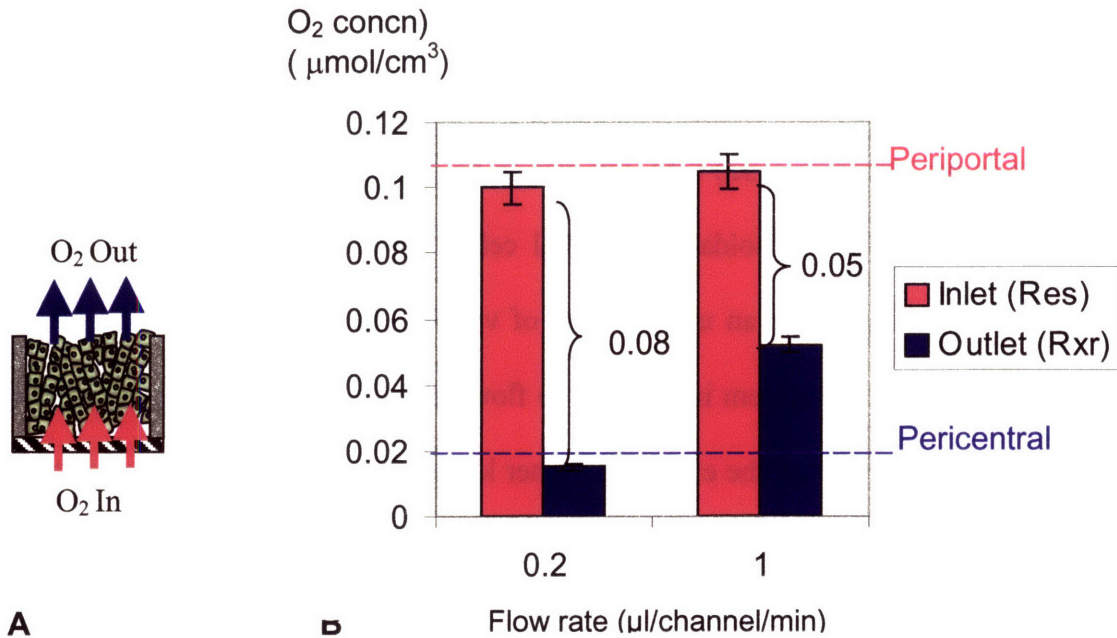 O₂ concn)
( μmol/cm³)
0.12
0.1
0.08
0.06
0.04
0.02
0
Periportal
0.08
0.05
Inlet (Res)
Outlet (Rxr)
Pericentral
0.2
1
Flow rate (μl/channel/min)
O₂ Out
O₂ In
A
B